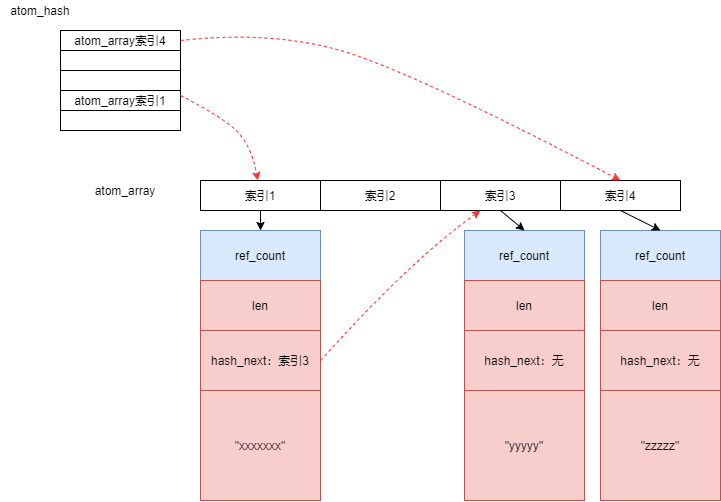 atom_hash
atom_array索引4
atom_array索引1
atom_array
索引1
索引2
索引3
索引4
ref_count
ref_count
ref_count
len
len
len
hash_next：索引3
hash_next：无
hash_next：无
"xxxxxxx"
"yyyyy"
"zzzzz"